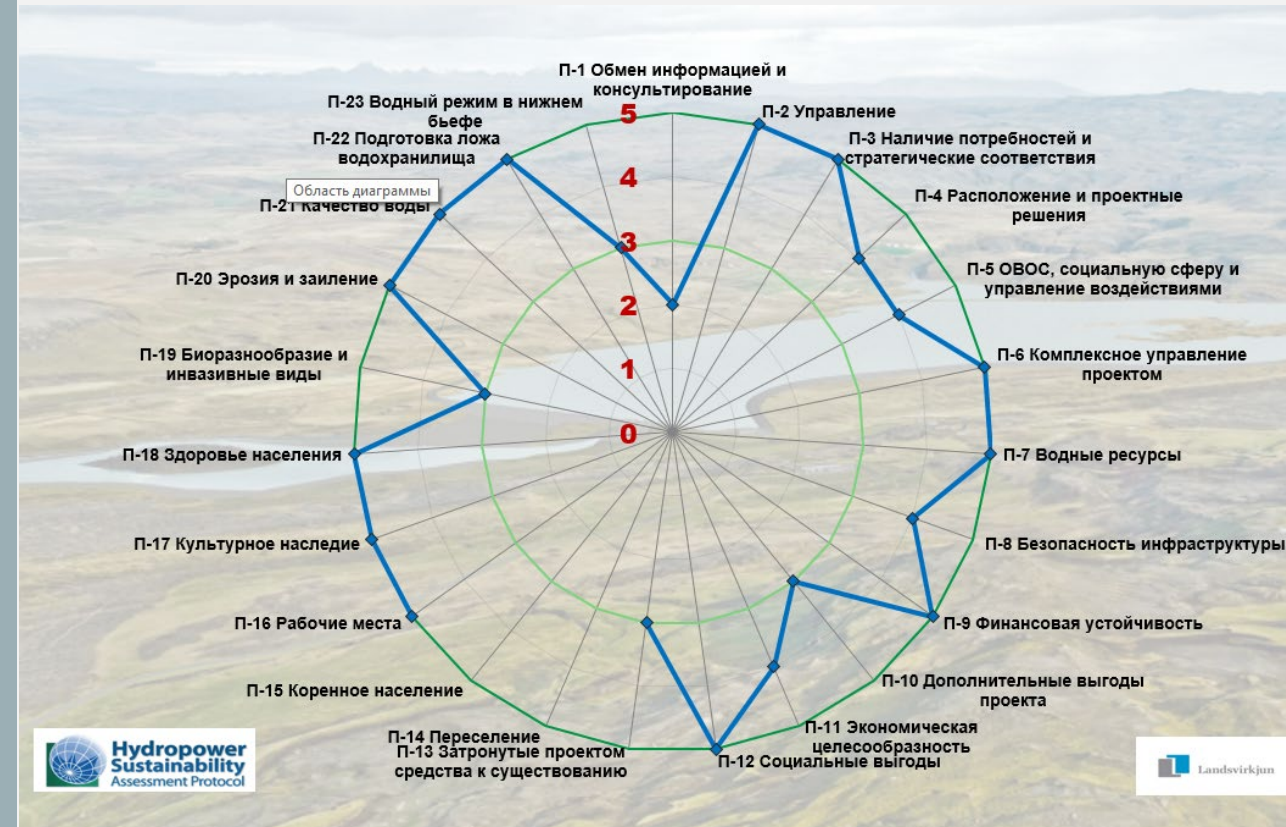 П-1 Обмен информацией и
консультирование
П-2 Управление
П-3 Наличие потребностей и
стратегические соответствия
П-4 Расположение и проектные
решения
П-5 ОВОС, социальную сферу и
управление воздействиями
П-6 Комплексное управление
проектом
П-7 Водные ресурсы
П-8 Безопасность инфраструктуры
П-9 Финансовая устойчивость
П-10 Дополнительные выгоды
проекта
П-11 Экономическая
целесообразность
П-12 Социальные выгоды
П-13 Затронутые проектом
средства к существованию
П-14 Переселение
П-15 Коренное население
П-16 Рабочие места
П-17 Культурное наследие
П-18 Здоровье населения
П-19 Биоразнообразие и
инвазивные виды
П-20 Эрозия и заиление
П-21 Качество воды
Область диаграммы
П-22 Подготовка ложа
водохранилища
П-23 Водный режим в нижнем
бьефе
5
4
3
2
1
0
Hydropower
Sustainability
Assessment Protocol
Landsvirkjun